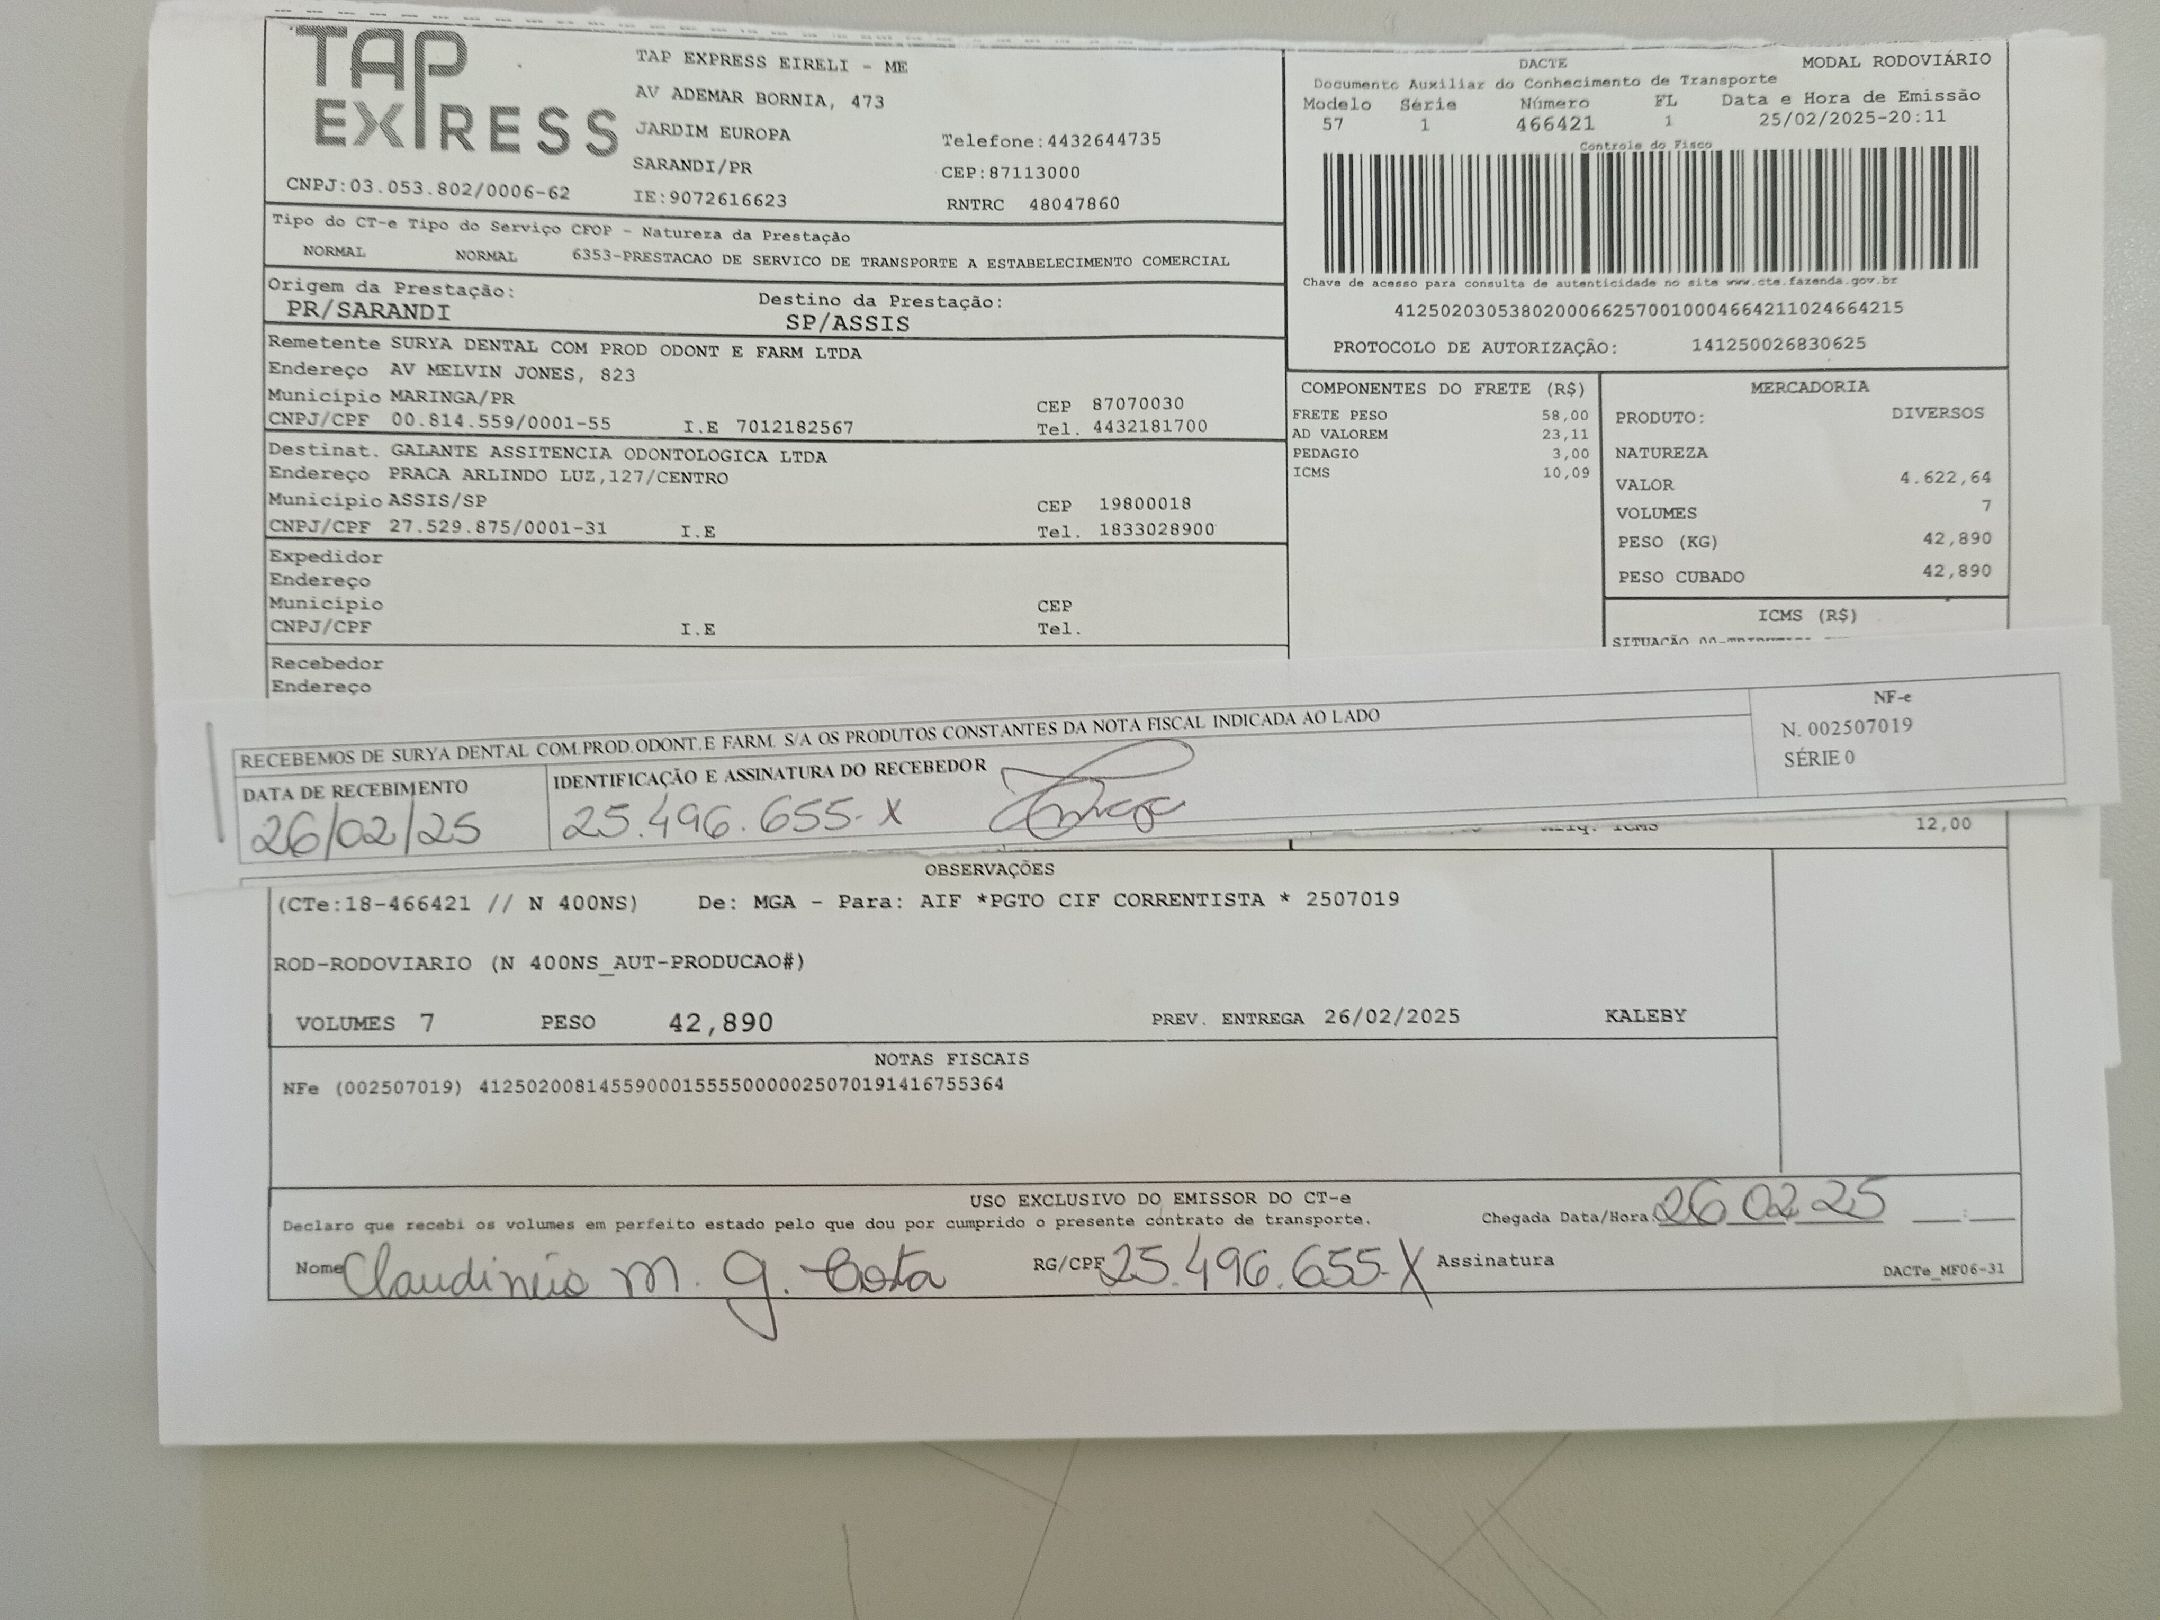 TAP EXPRESS
TAP EXPRESS EIRELI - ME
AV ADEMAR BORNIA, 473
JARDIM EUROPA
Telefone:4432644735
SARANDI/PR
CEP:87113000
CNPJ:03.053.802/0006-62
IE:9072616623
RNTRC 48047860
DACTE
MODAL RODOVIÁRIO
Documento Auxiliar do Conhecimento de Transporte
Modelo Série Número FL Data e Hora de Emissão
57 1 466421 1 25/02/2025-20:11
Controle do Fisco
Chave de acesso para consulta de autenticidade no site www.cte.fazenda.gov.br
41250203053802000662570010004664211024664215
PROTOCOLO DE AUTORIZAÇÃO: 141250026830625
Tipo do CT-e Tipo do Serviço CFOP - Natureza da Prestação
NORMAL NORMAL 6353-PRESTACAO DE SERVICO DE TRANSPORTE A ESTABELECIMENTO COMERCIAL
Origem da Prestação:
PR/SARANDI
Destino da Prestação:
SP/ASSIS
Remetente SURYA DENTAL COM PROD ODONT E FARM LTDA
Endereço AV MELVIN JONES, 823
Município MARINGA/PR CEP 87070030
CNPJ/CPF 00.814.559/0001-55 I.E 7012182567 Tel. 4432181700
Destinat. GALANTE ASSITENCIA ODONTOLOGICA LTDA
Endereço PRACA ARLINDO LUZ,127/CENTRO
Município ASSIS/SP CEP 19800018
CNPJ/CPF 27.529.875/0001-31 I.E Tel. 1833028900
Expedidor
Endereço
Município CEP
CNPJ/CPF I.E Tel.
Recebedor
Endereço
COMPONENTES DO FRETE (R$)
FRETE PESO 58,00
AD VALOREM 23,11
PEDAGIO 3,00
ICMS 10,09
MERCADORIA
PRODUTO: DIVERSOS
NATUREZA
VALOR 4.622,64
VOLUMES 7
PESO (KG) 42,890
PESO CUBADO 42,890
ICMS (R$)
RECEBEMOS DE SURYA DENTAL COM.PROD.ODONT.E FARM. S/A OS PRODUTOS CONSTANTES DA NOTA FISCAL INDICADA AO LADO
DATA DE RECEBIMENTO
26/02/25
IDENTIFICAÇÃO E ASSINATURA DO RECEBEDOR
25.496.655-X
NF-e
N. 002507019
SÉRIE 0
12,00
OBSERVAÇÕES
(CTe:18-466421 // N 400NS) De: MGA - Para: AIF *PGTO CIF CORRENTISTA * 2507019
ROD-RODOVIARIO (N 400NS_AUT-PRODUCAO#)
VOLUMES 7 PESO 42,890 PREV. ENTREGA 26/02/2025 KALEBY
NOTAS FISCAIS
NFe (002507019) 41250200814559000155550000025070191416755364
USO EXCLUSIVO DO EMISSOR DO CT-e
Declaro que recebi os volumes em perfeito estado pelo que dou por cumprido o presente contrato de transporte.
Chegada Data/Hora 26 02 25
Nome Claudinéia M. G. Costa RG/CPF 25.496.655-X Assinatura
DACTe_MF06-31